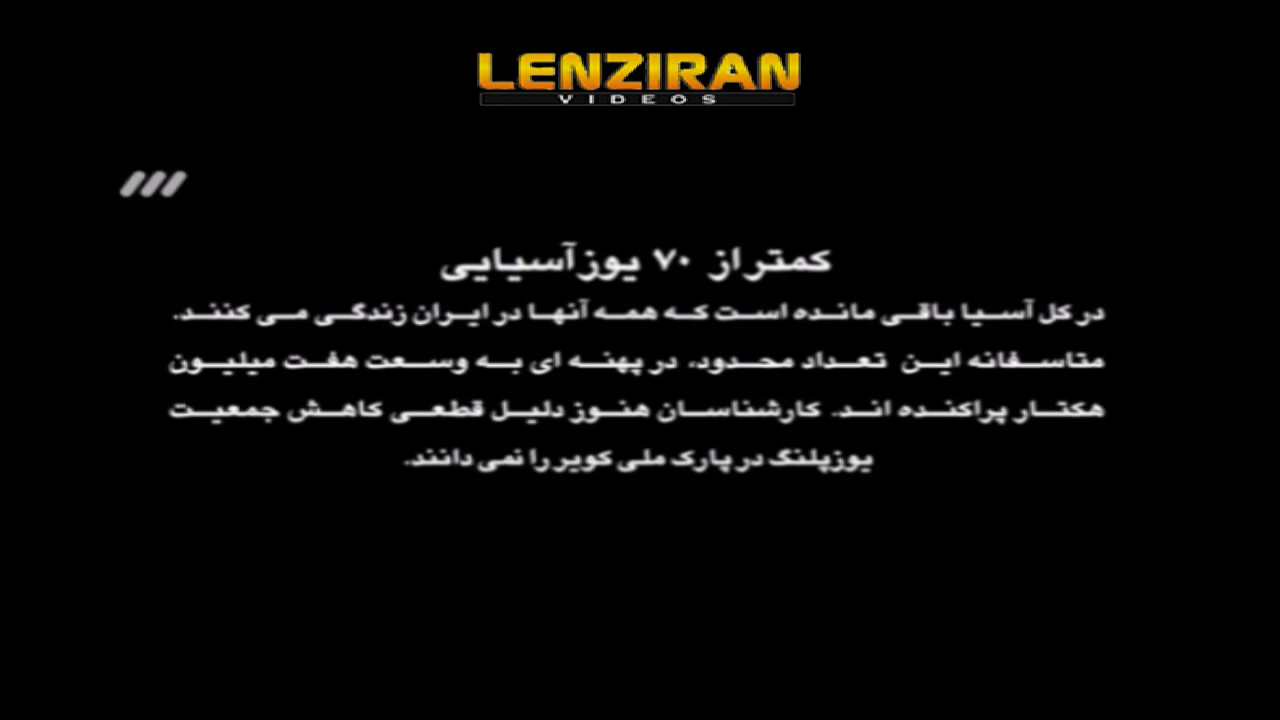 LENZIRAN
VIDEOS
کمتر از ۷۰ یوزآسیایی
در کل آسیا باقی مانده است که همه آنها در ایران زندگی می کنند.
متاسفانه این تعداد محدود، در پهنه ای به وسعت هفت میلیون
هکتار پراکنده اند. کارشناسان هنوز دلیل قطعی کاهش جمعیت
یوزپلنگ در پارک ملی کویر را نمی دانند.